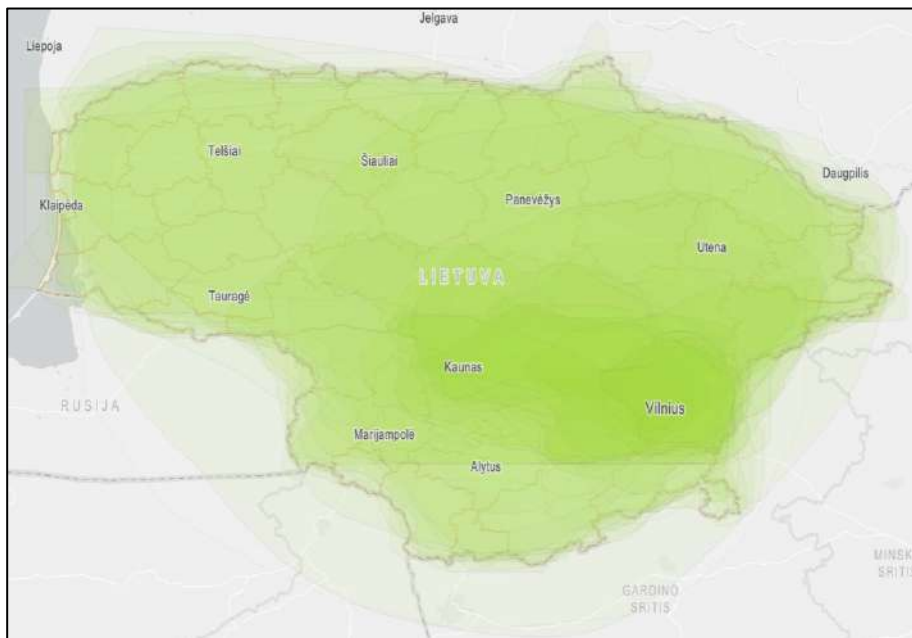 Jelgava
Liepoja
Telšiai
Šiauliai
Daugpilis
Panevėžys
Klaipėda
Utena
LIETUVA
Tauragė
Kaunas
RUSIJA
Vilnius
Marijampolė
Alytus
MINSK
SRITIS
GARDINO
SRITIS